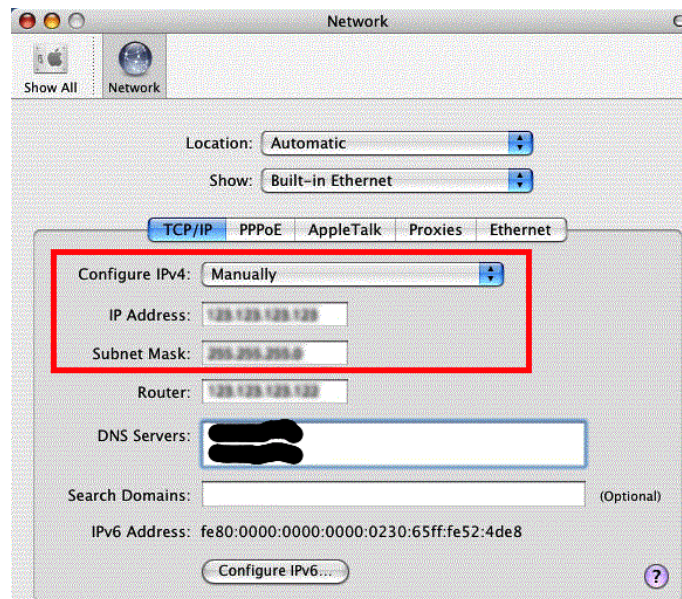 Network
Show All
Network
Location: Automatic
Show: Built-in Ethernet
TCP/IP PPPoE AppleTalk Proxies Ethernet
Configure IPv4: Manually
IP Address:
Subnet Mask:
Router:
DNS Servers:
Search Domains: (Optional)
IPv6 Address: fe80:0000:0000:0000:0230:65ff:fe52:4de8
Configure IPv6...
?